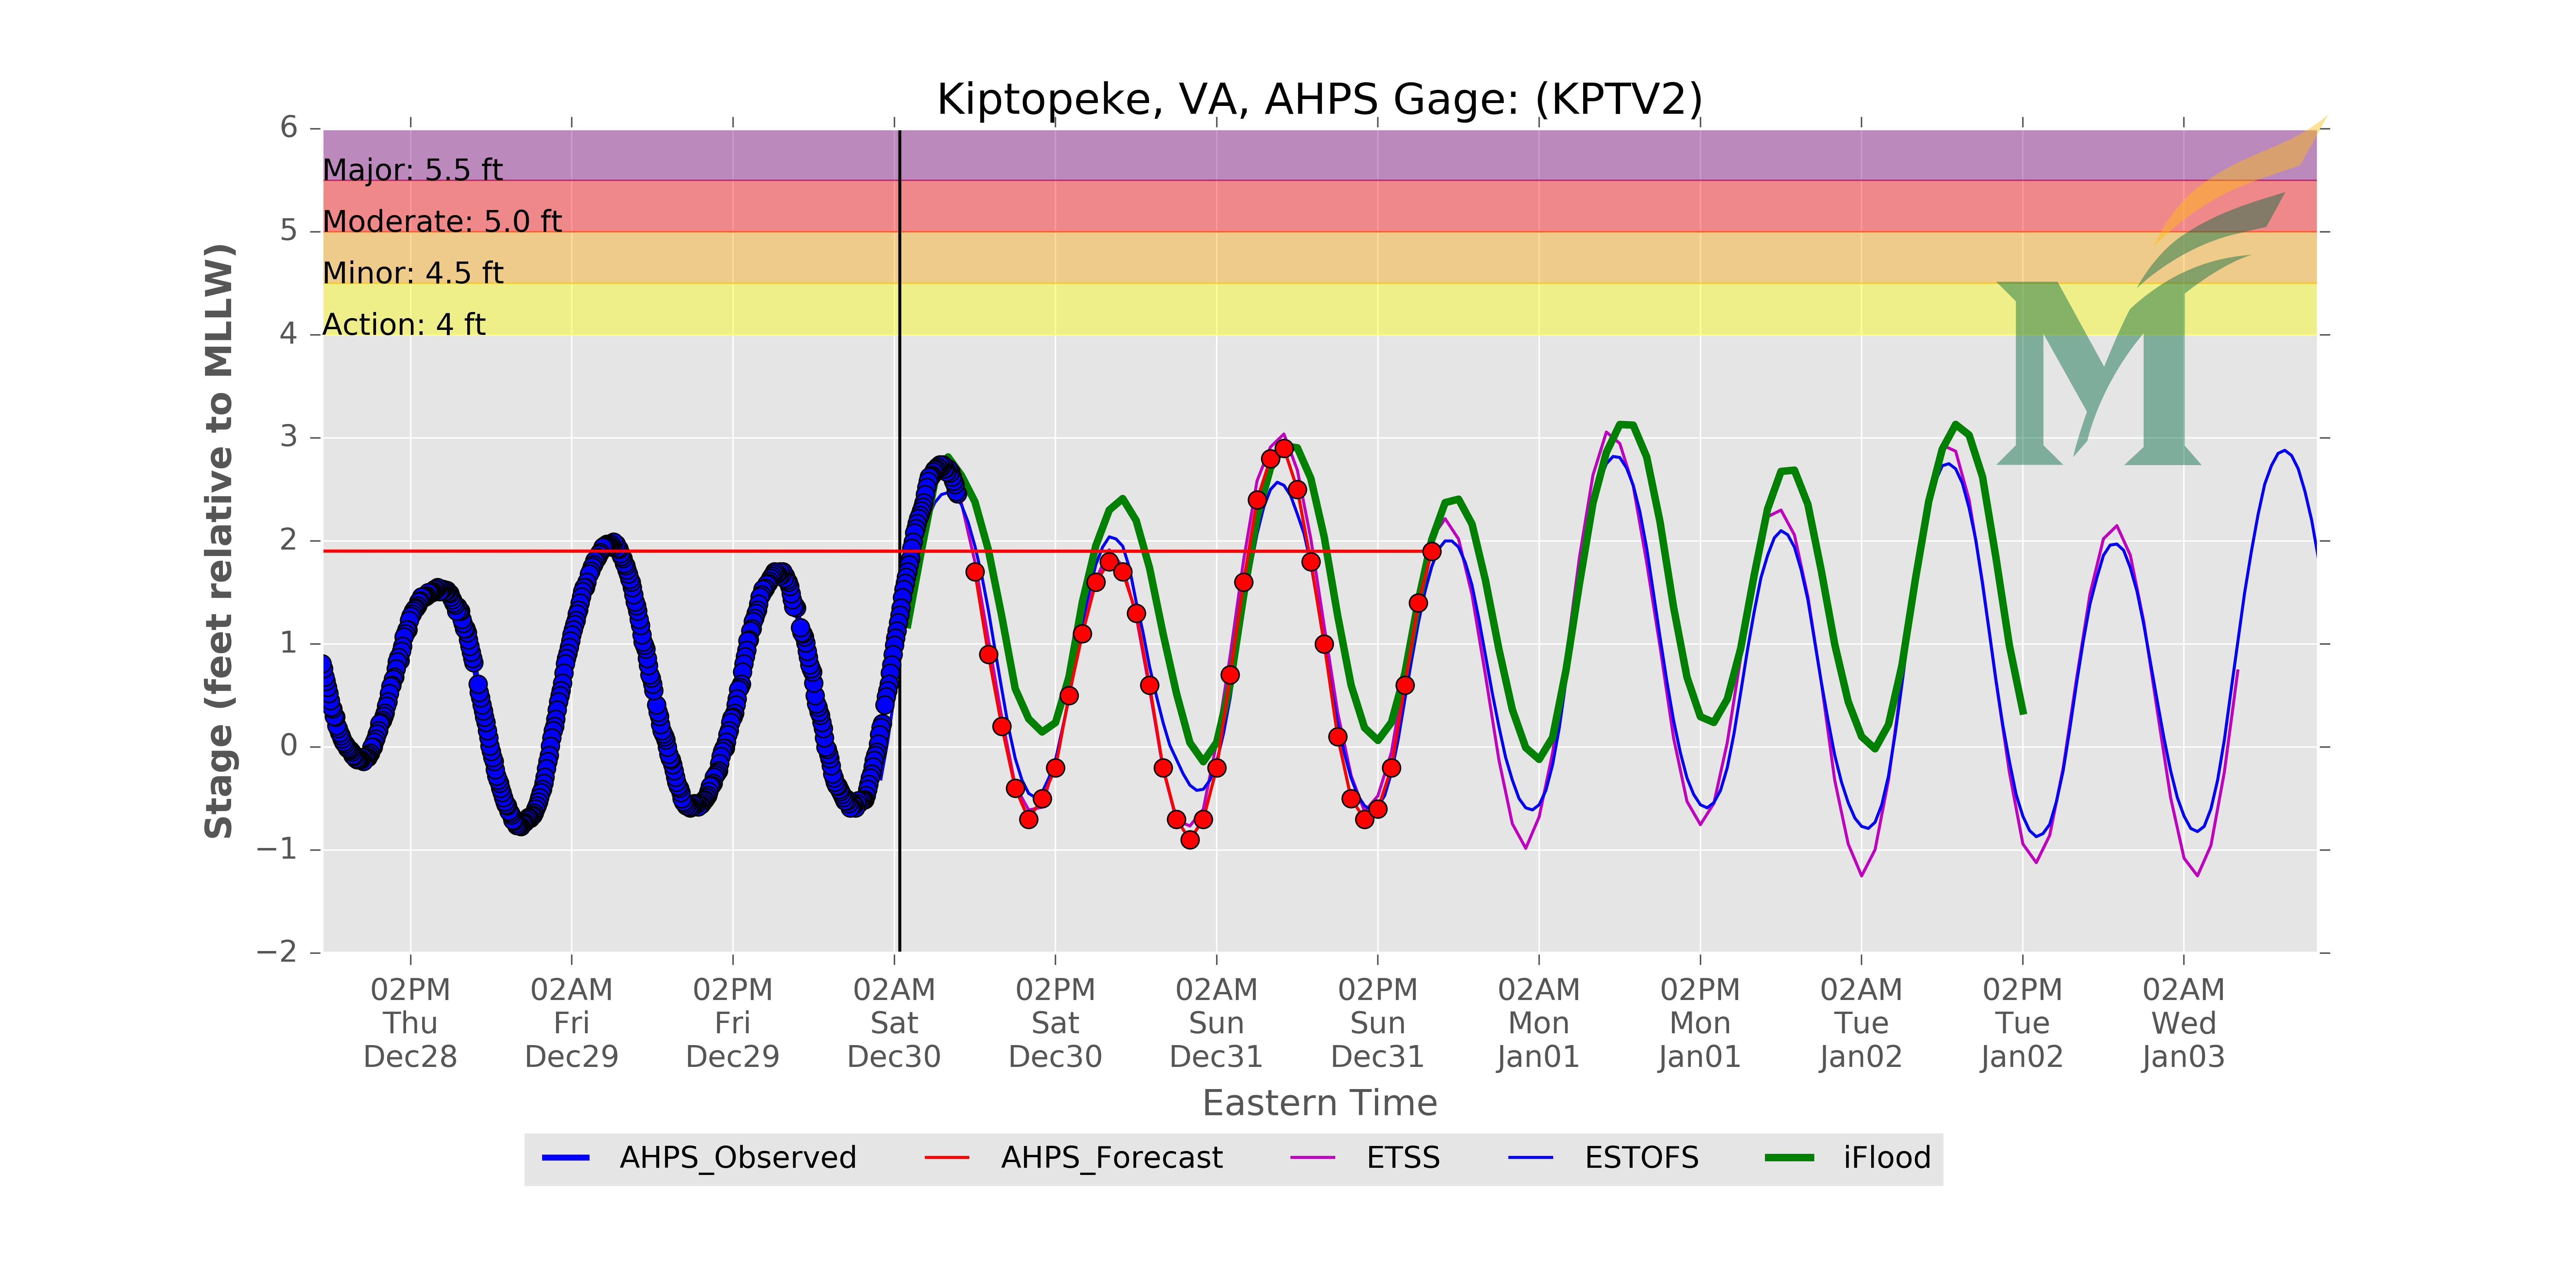 Kiptopeke, VA, AHPS Gage: (KPTV2)
Stage (feet relative to MLLW)
6
5
4
3
2
1
0
−1
−2
Major: 5.5 ft
Moderate: 5.0 ft
Minor: 4.5 ft
Action: 4 ft
M
02PM 02AM 02PM 02AM 02PM 02AM 02PM 02AM 02PM 02AM 02PM 02AM
Thu Fri Fri Sat Sat Sun Sun Mon Mon Tue Tue Wed
Dec28 Dec29 Dec29 Dec30 Dec30 Dec31 Dec31 Jan01 Jan01 Jan02 Jan02 Jan03
Eastern Time
AHPS_Observed AHPS_Forecast ETSS ESTOFS iFlood